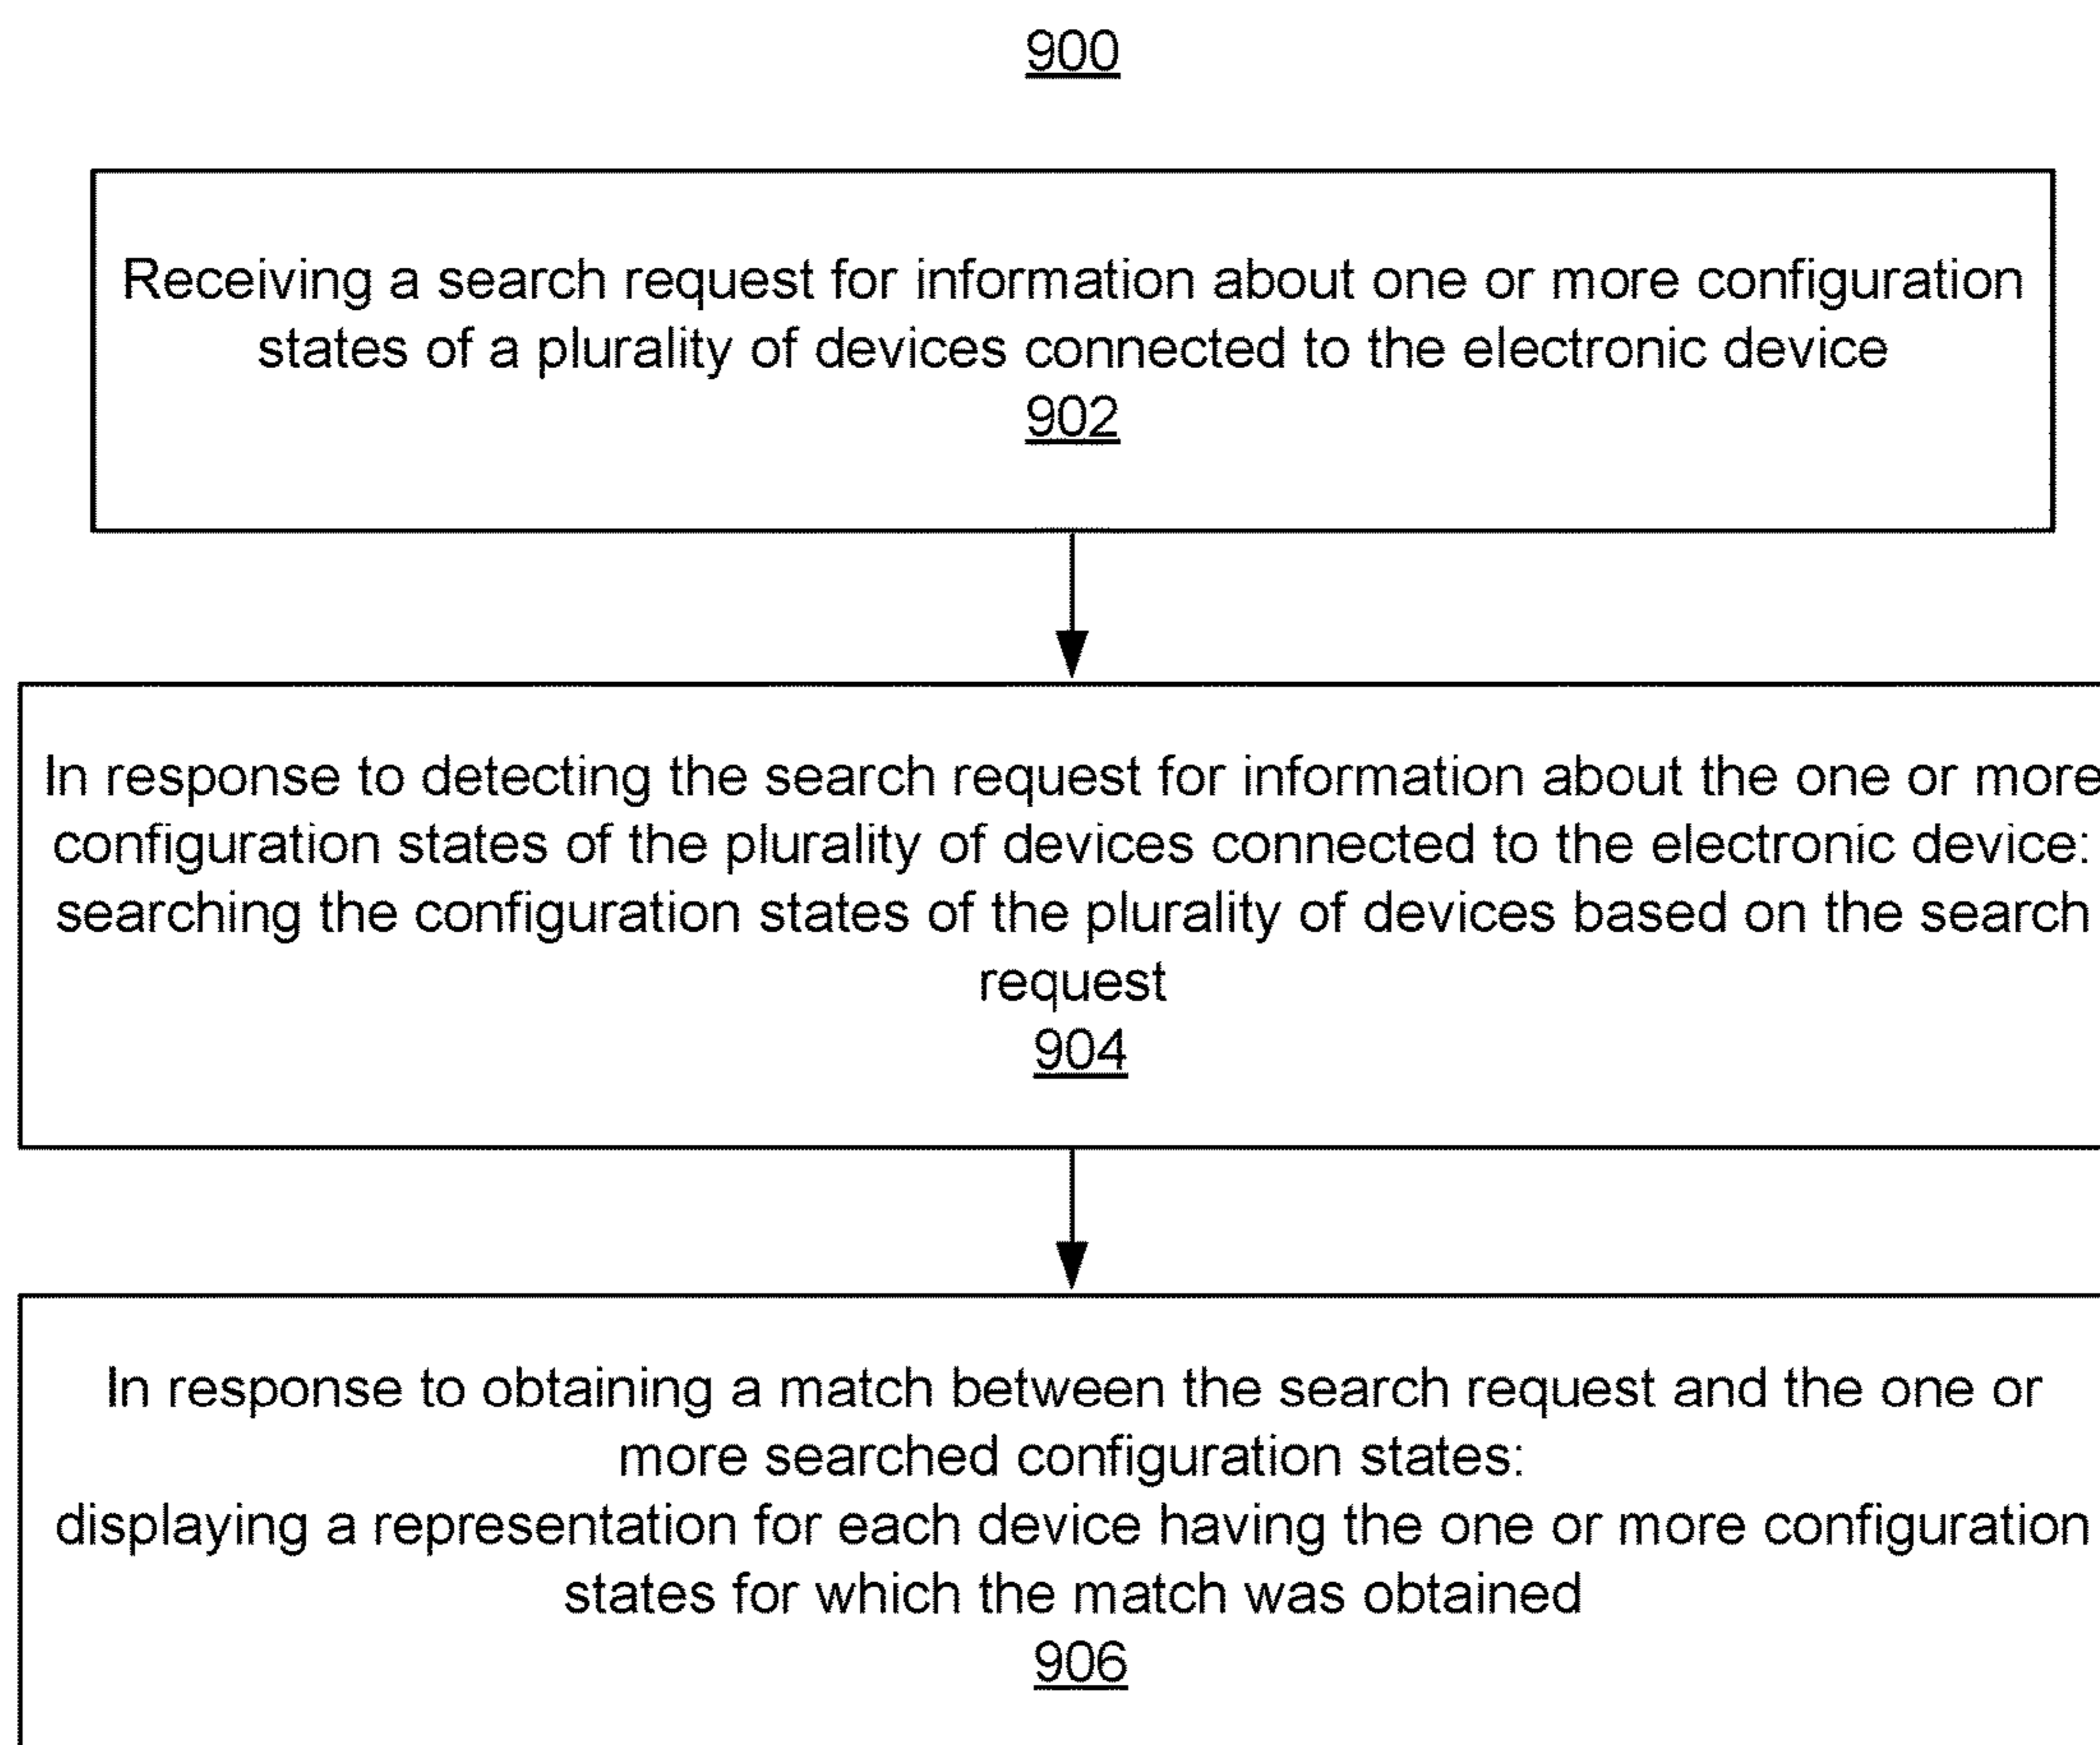 900
Receiving a search request for information about one or more configuration
states of a plurality of devices connected to the electronic device
902
In response to detecting the search request for information about the one or more
configuration states of the plurality of devices connected to the electronic device:
searching the configuration states of the plurality of devices based on the search
request
904
In response to obtaining a match between the search request and the one or
more searched configuration states:
displaying a representation for each device having the one or more configuration
states for which the match was obtained
906